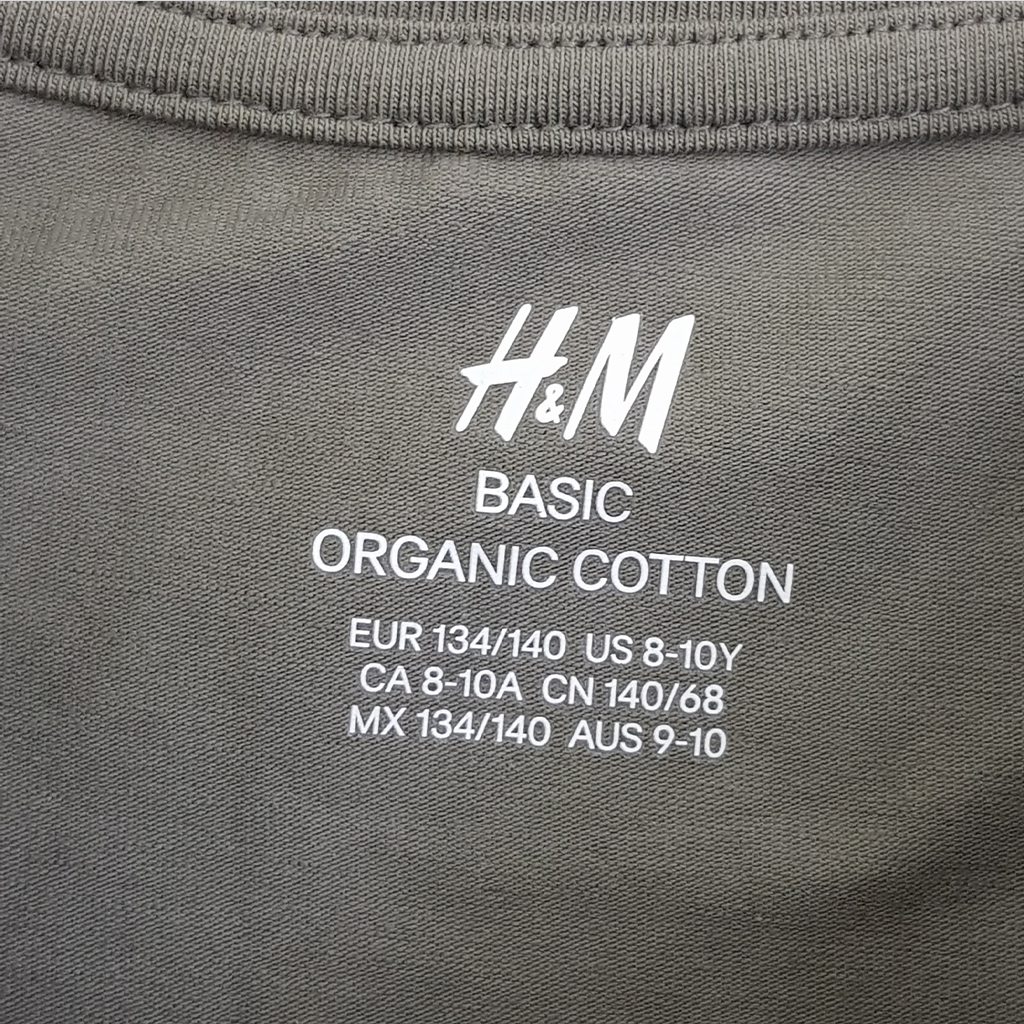 H&M
BASIC
ORGANIC COTTON
EUR 134/140 US 8-10Y
CA 8-10A CN 140/68
MX 134/140 AUS 9-10